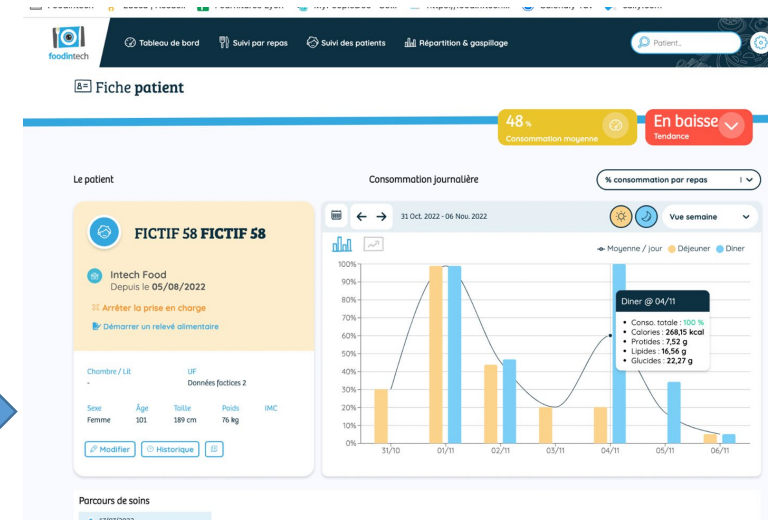 foodintech
Tableau de bord
Suivi par repas
Suivi des patients
Répartition & gaspillage
Patient..
Fiche patient
48 %
Consommation moyenne
En baisse
Tendance
Le patient
Consommation journalière
% consommation par repas
FICTIF 58 FICTIF 58
Intech Food
Depuis le 05/08/2022
Arrêter la prise en charge
Démarrer un relevé alimentaire
Chambre / Lit
UF
-
Données factices 2
Sexe
Âge
Taille
Poids
IMC
Femme
101
189 cm
76 kg
Modifier
Historique
31 Oct. 2022 - 06 Nov. 2022
Vue semaine
Moyenne / jour
Déjeuner
Diner
100%
90%
80%
70%
60%
50%
40%
30%
20%
10%
0%
Diner @ 04/11
• Conso. totale : 100 %
• Calories : 268,15 kcal
• Protides : 7,52 g
• Lipides : 16,56 g
• Glucides : 22,27 g
31/10
01/11
02/11
03/11
04/11
05/11
06/11
Parcours de soins